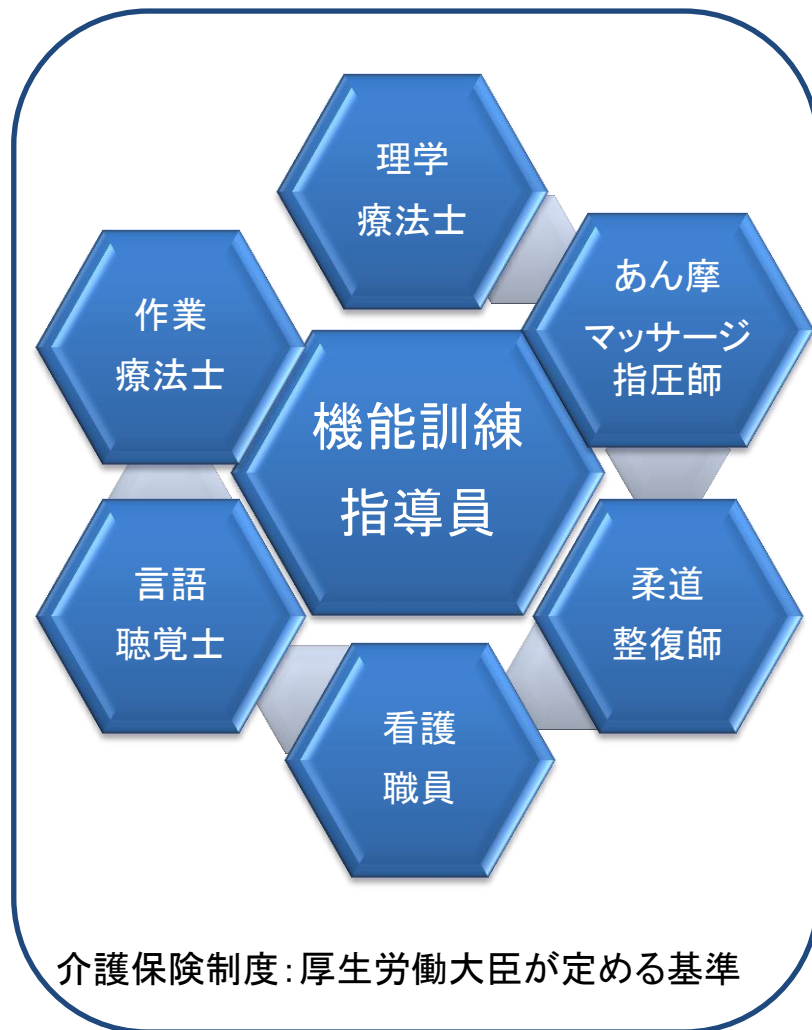 理学
療法士
あん摩
マッサージ
指圧師
作業
療法士
機能訓練
指導員
言語
聴覚士
柔道
整復師
看護
職員
介護保険制度：厚生労働大臣が定める基準